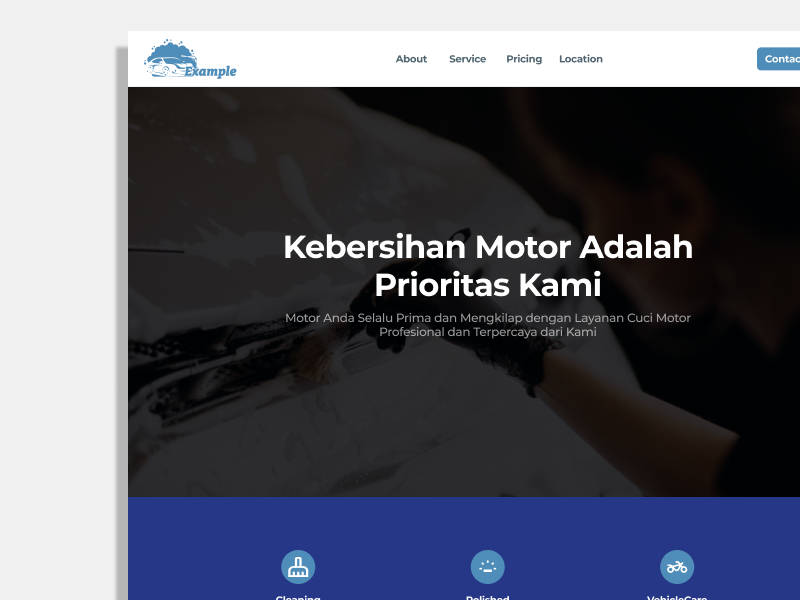 Example
About
Service
Pricing
Location
Kebersihan Motor Adalah
Prioritas Kami
Motor Anda Selalu Prima dan Mengkilap dengan Layanan Cuci Motor
Profesional dan Terpercaya dari Kami
Cleaning
Polished
VehicleCare